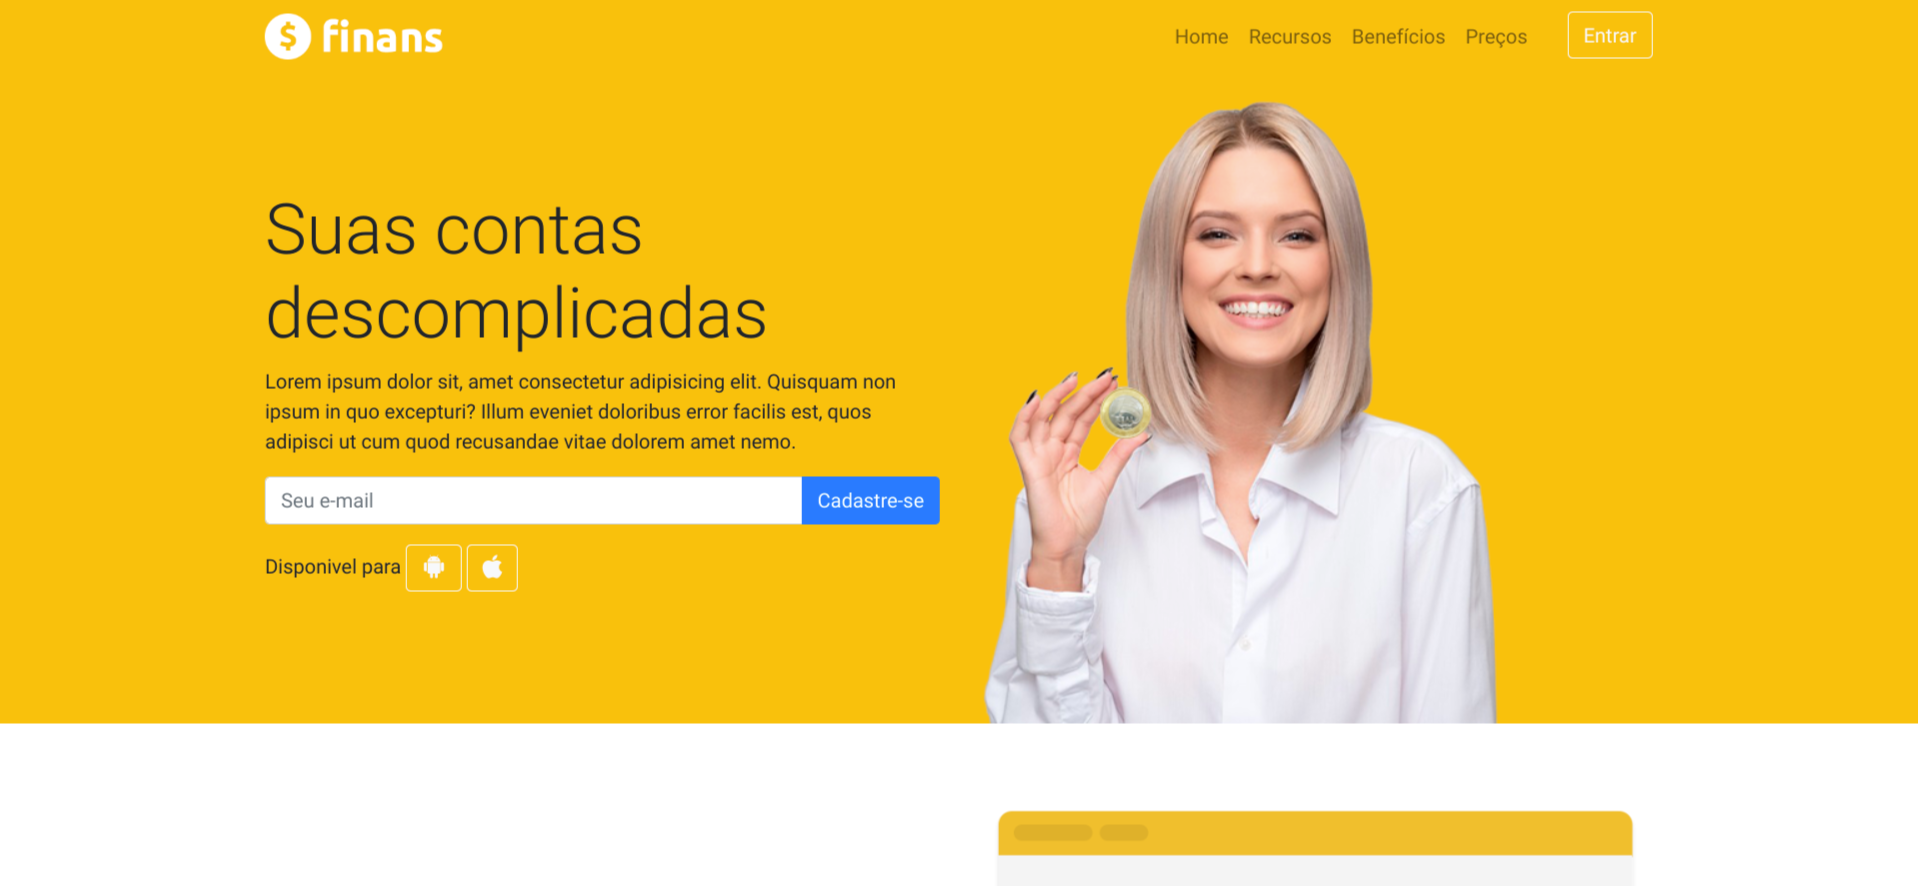 finans
Home Recursos Benefícios Preços Entrar
Suas contas
descomplicadas
Lorem ipsum dolor sit, amet consectetur adipisicing elit. Quisquam non
ipsum in quo excepturi? Illum eveniet doloribus error facilis est, quos
adipisci ut cum quod recusandae vitae dolorem amet nemo.
Seu e-mail Cadastre-se
Disponivel para